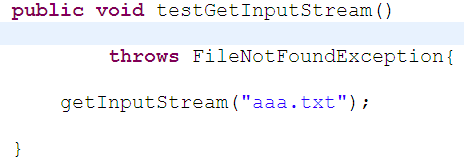 public void testGetInputStream()
throws FileNotFoundException{
getInputStream("aaa.txt");
}